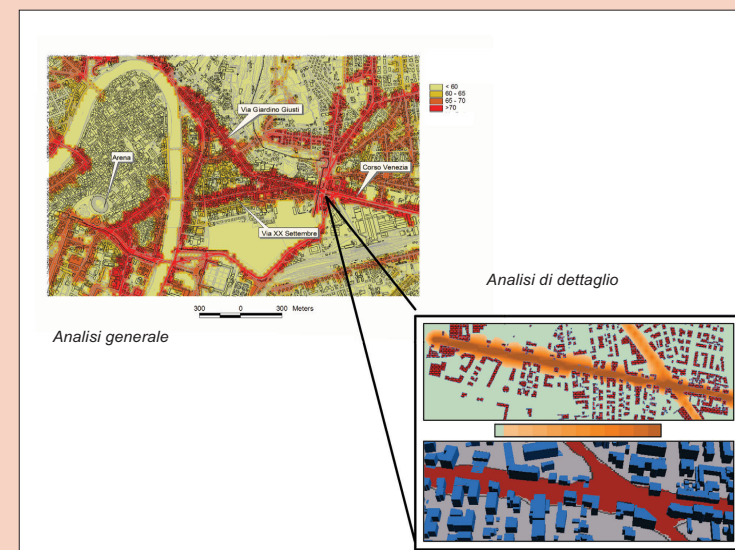 < 60
60 - 65
65 - 70
>70
Via Giardino Giusti
Arena
Corso Venezia
Via XX Settembre
300 0 300 Meters
Analisi generale
Analisi di dettaglio